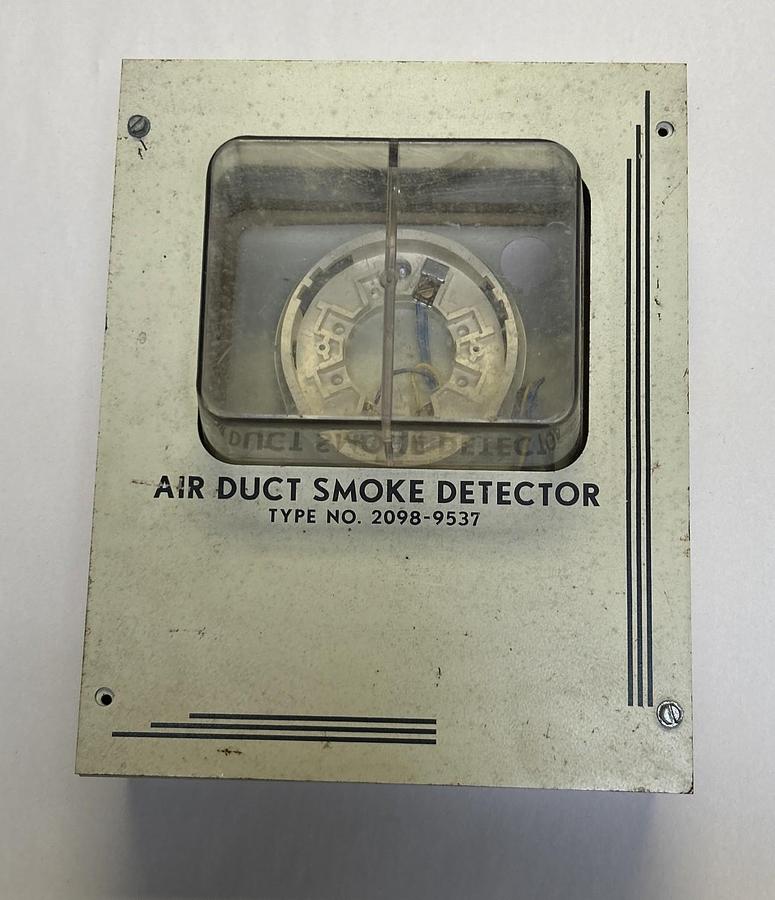 AIR DUCT SMOKE DETECTOR
TYPE NO. 2098-9537